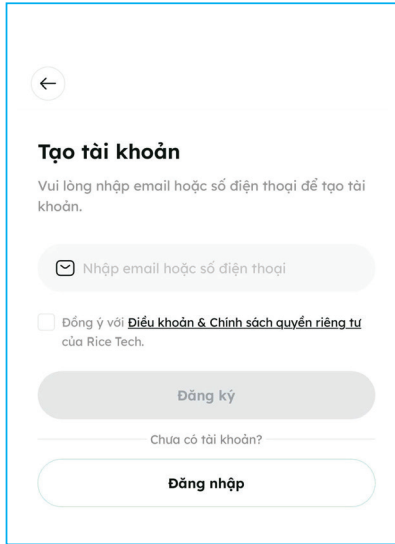 Tạo tài khoản
Vui lòng nhập email hoặc số điện thoại để tạo tài
khoản.
Nhập email hoặc số điện thoại
Đồng ý với Điều khoản & Chính sách quyền riêng tư
của Rice Tech.
Đăng ký
Chưa có tài khoản?
Đăng nhập